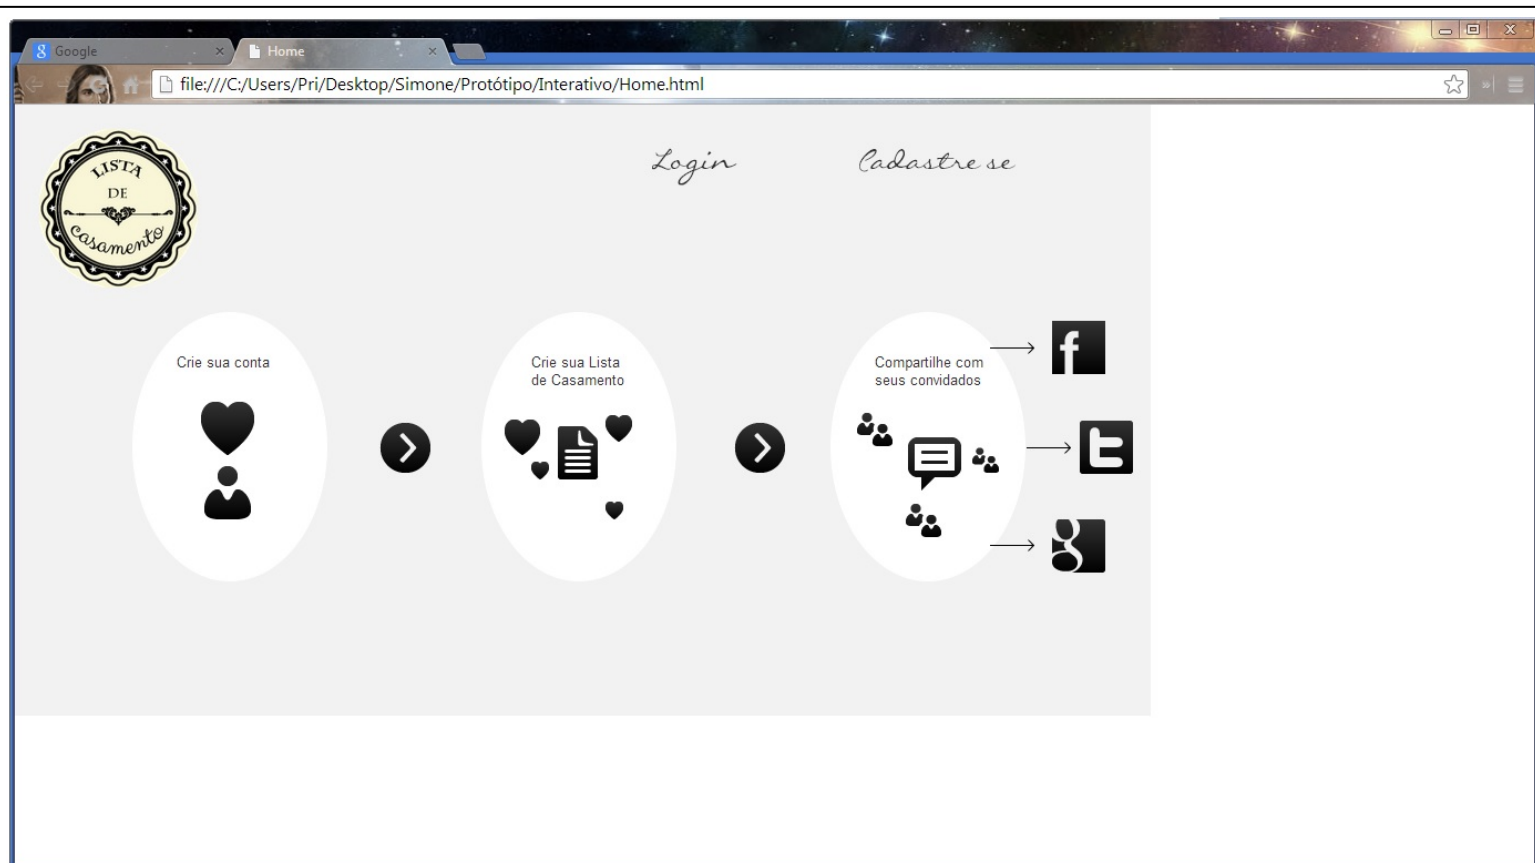 Google
Home
file:///C:/Users/Pri/Desktop/Simone/Protótipo/Interativo/Home.html
LISTA
DE
casamento
Login
Cadastre se
Crie sua conta
Crie sua Lista
de Casamento
Compartilhe com
seus convidados